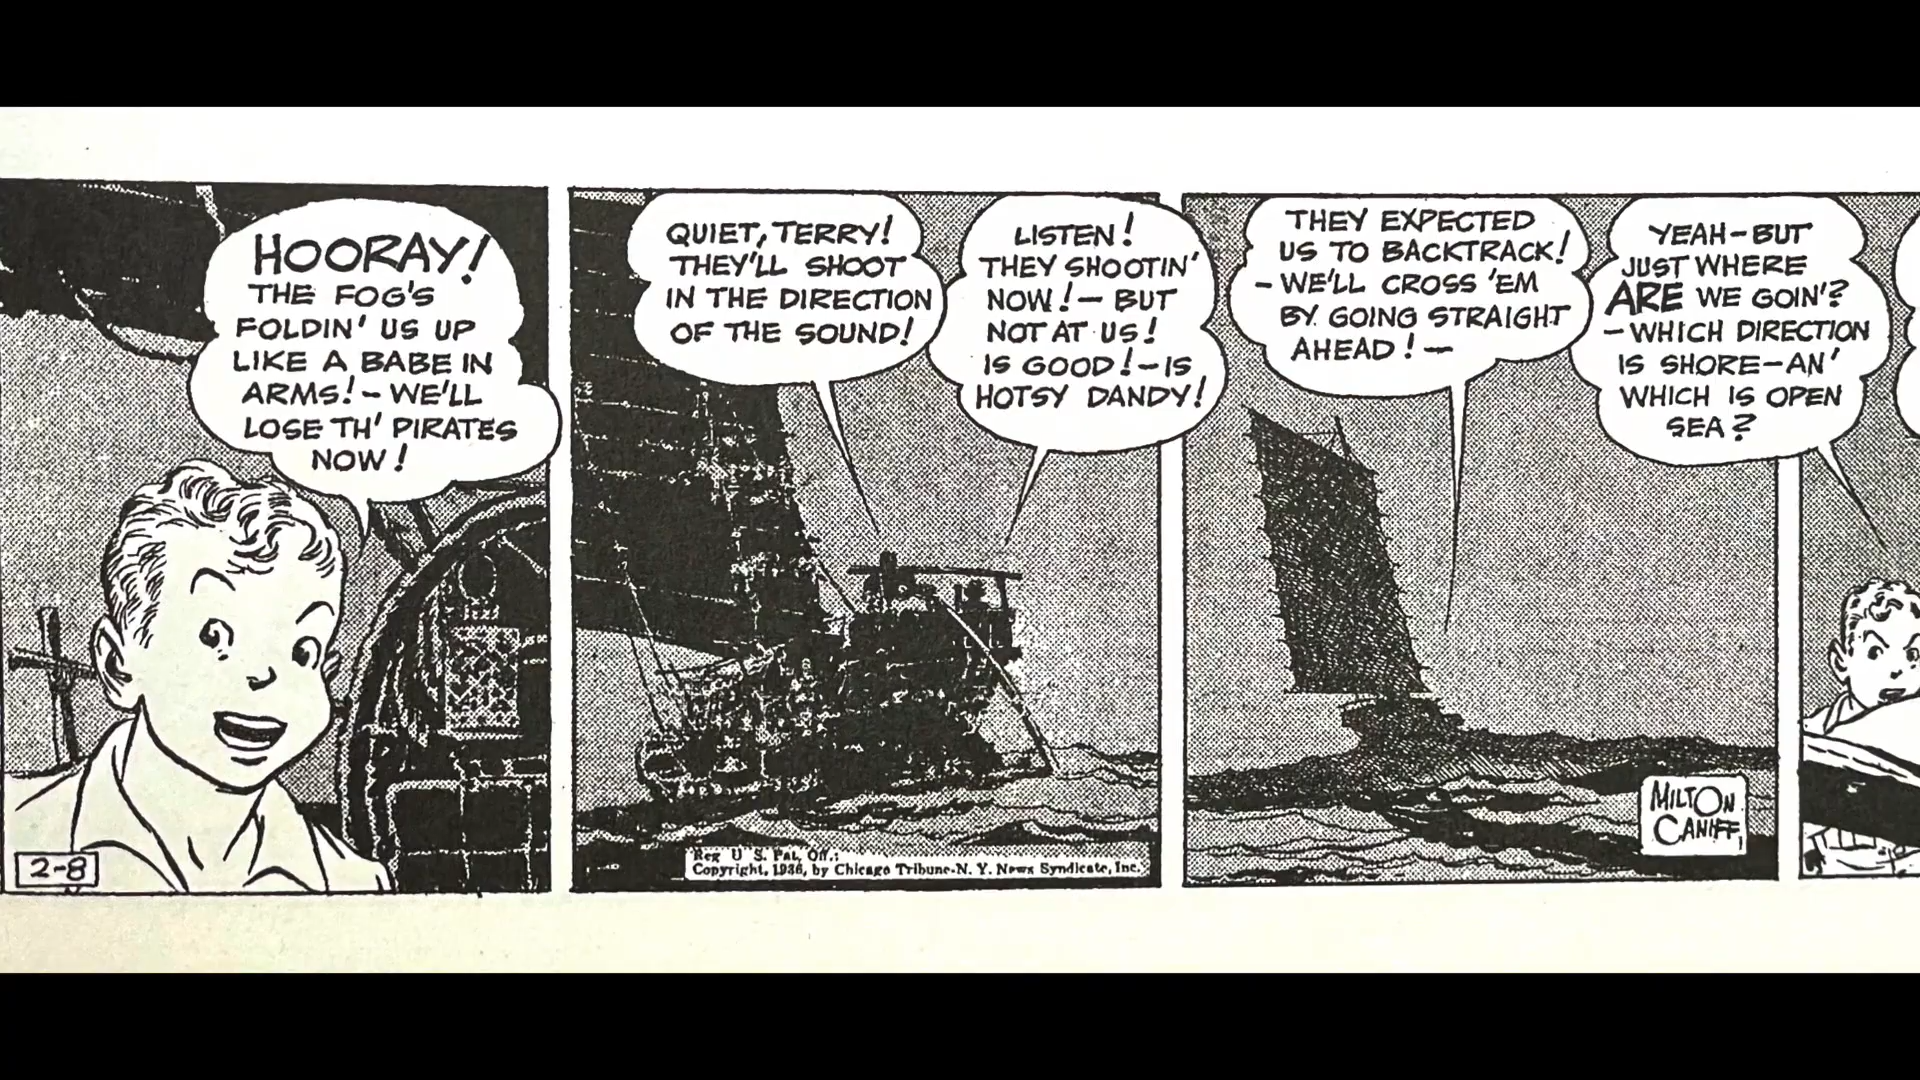 HOORAY!
THE FOG'S
FOLDIN' US UP
LIKE A BABE IN
ARMS!-WE'LL
LOSE TH' PIRATES
NOW!
2-8
QUIET, TERRY!
THEY'LL SHOOT
IN THE DIRECTION
OF THE SOUND!
LISTEN!
THEY SHOOTIN'
NOW!-BUT
NOT AT US!
IS GOOD!-IS
HOTSY DANDY!
Reg. U. S. Pat. Off.:
Copyright, 1936, by Chicago Tribune-N. Y. News Syndicate, Inc.
THEY EXPECTED
US TO BACKTRACK!
-WE'LL CROSS 'EM
BY GOING STRAIGHT
AHEAD!-
YEAH-BUT
JUST WHERE
ARE WE GOIN'?
-WHICH DIRECTION
IS SHORE-AN'
WHICH IS OPEN
SEA?
MILTON
CANIFF